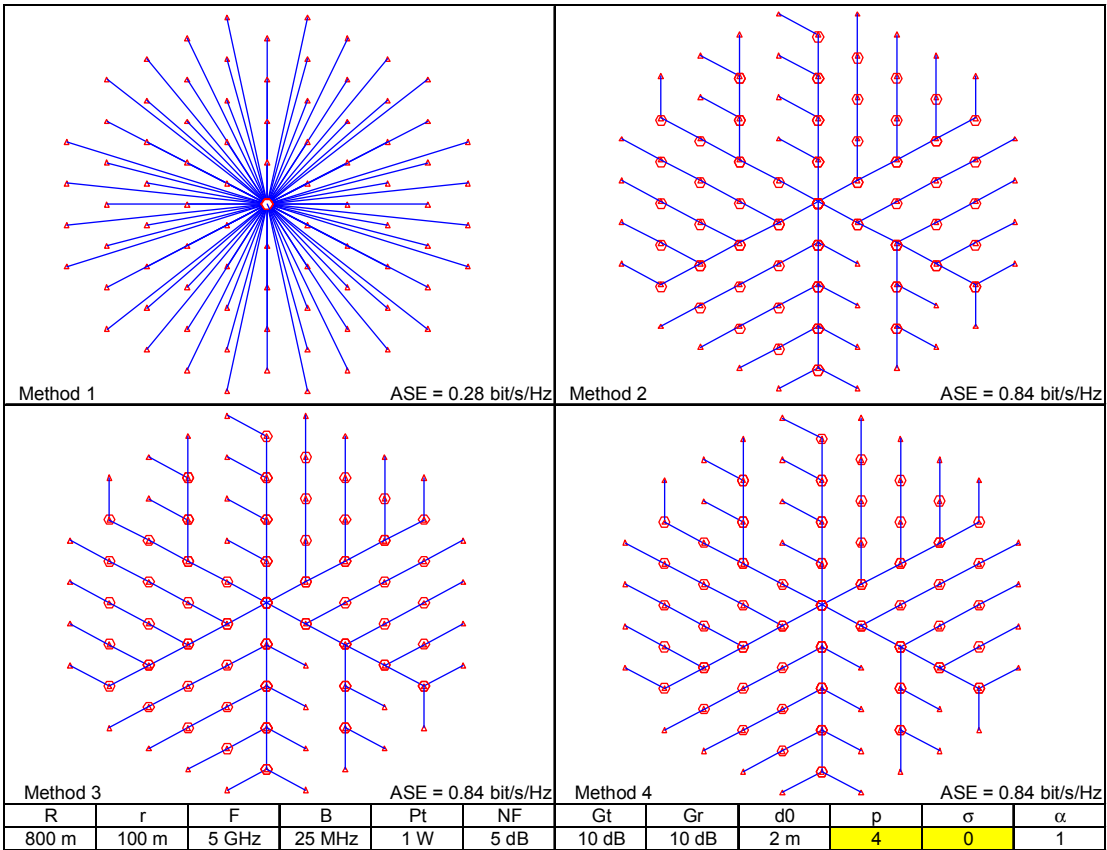 Method 1 ASE = 0.28 bit/s/Hz
Method 2 ASE = 0.84 bit/s/Hz
Method 3 ASE = 0.84 bit/s/Hz
Method 4 ASE = 0.84 bit/s/Hz
R r F B Pt NF Gt Gr d0 p σ α
800 m 100 m 5 GHz 25 MHz 1 W 5 dB 10 dB 10 dB 2 m 4 0 1